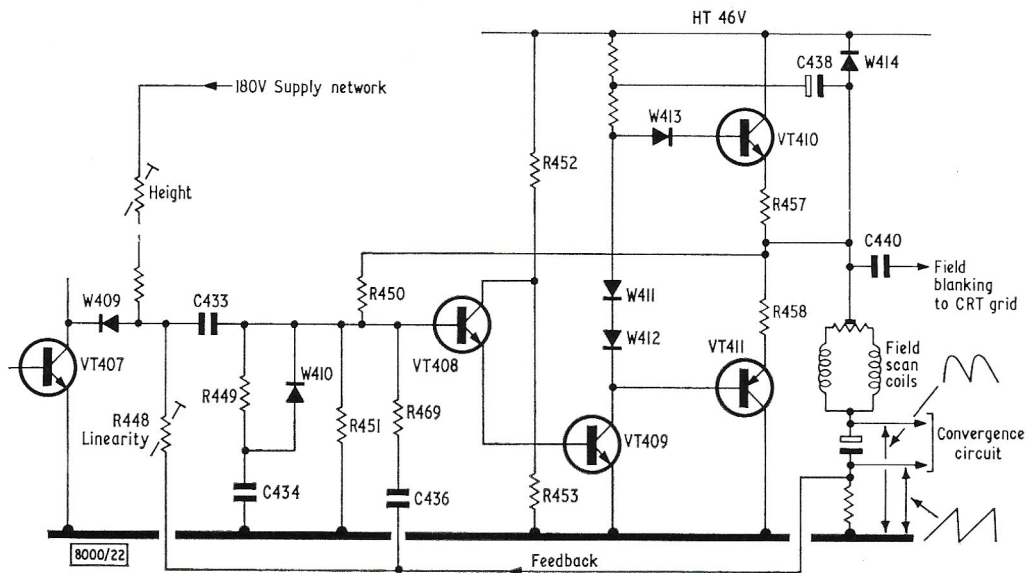 HT 46V
C438
W414
180V Supply network
W413
VT410
Height
R452
R457
C440
Field
blanking
to CRT grid
W409
C433
R450
W411
R458
W412
VT411
Field
scan
coils
VT407
R449
W410
VT408
R448
Linearity
R451
R469
VT409
Convergence
circuit
C434
C436
R453
8000/22
Feedback